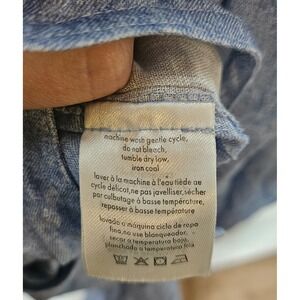 machine wash gentle cycle,
do not bleach,
tumble dry low,
iron cool
laver à la machine à l'eau tiède au
cycle délicat, ne pas javelliser, sécher
par culbutage à basse température,
repasser à basse température
lavado a maquina ciclo de ropa
fina, no use blanqueador,
secar a temperatura baja,
planchado a temperatura fria